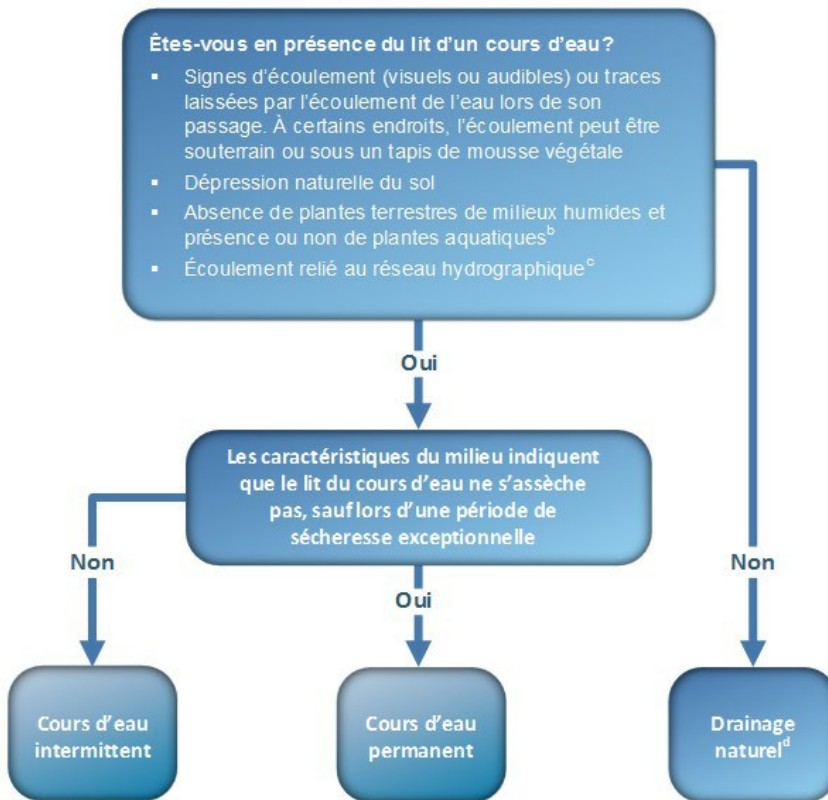 Êtes-vous en présence du lit d'un cours d'eau?
▪ Signes d'écoulement (visuels ou audibles) ou traces
laissées par l'écoulement de l'eau lors de son
passage. À certains endroits, l'écoulement peut être
souterrain ou sous un tapis de mousse végétale
▪ Dépression naturelle du sol
▪ Absence de plantes terrestres de milieux humides et
présence ou non de plantes aquatiques^b
▪ Écoulement relié au réseau hydrographique^c
Oui
Les caractéristiques du milieu indiquent
que le lit du cours d'eau ne s'assèche
pas, sauf lors d'une période de
sécheresse exceptionnelle
Non
Oui
Non
Cours d'eau
intermittent
Cours d'eau
permanent
Drainage
naturel^d